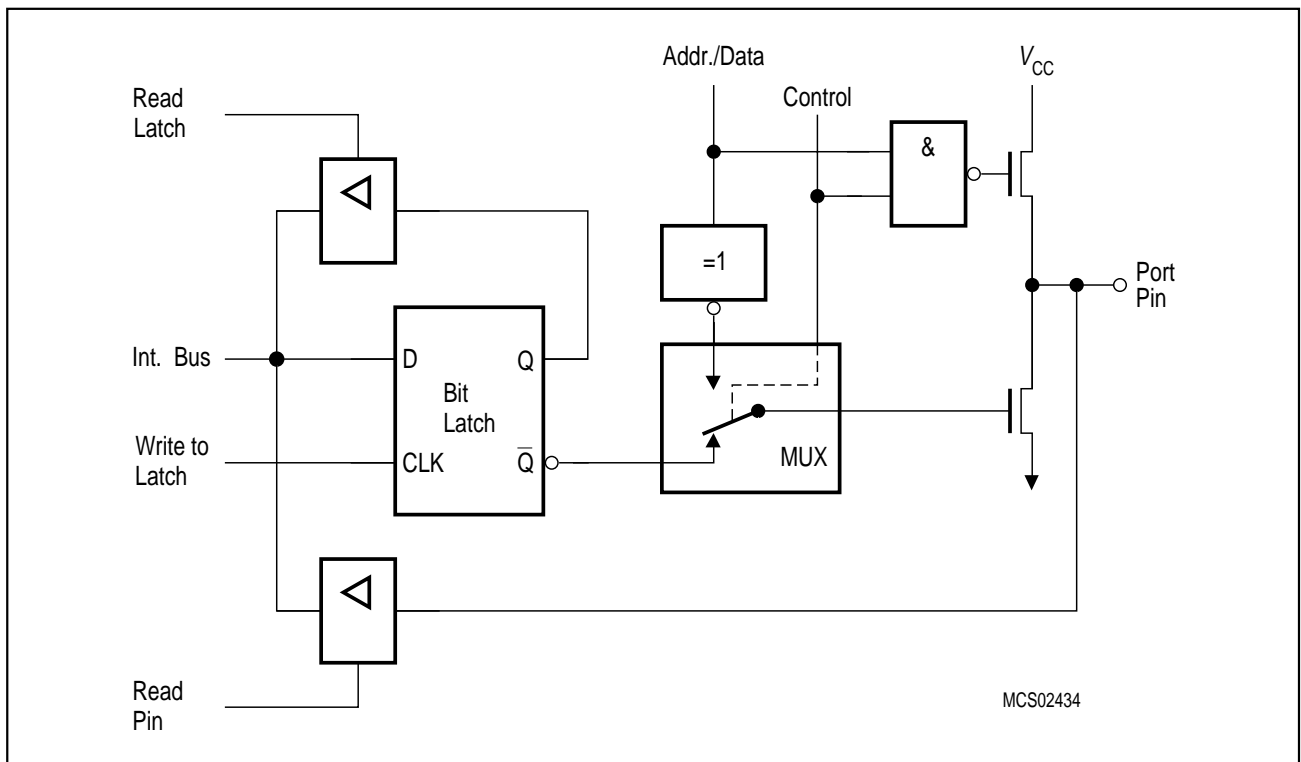 Addr./Data
V CC
Control
Read
Latch
&
=1
Port
Pin
Int. Bus
D
Q
Bit
Latch
Write to
Latch
CLK
Q̅
MUX
Read
Pin
MCS02434